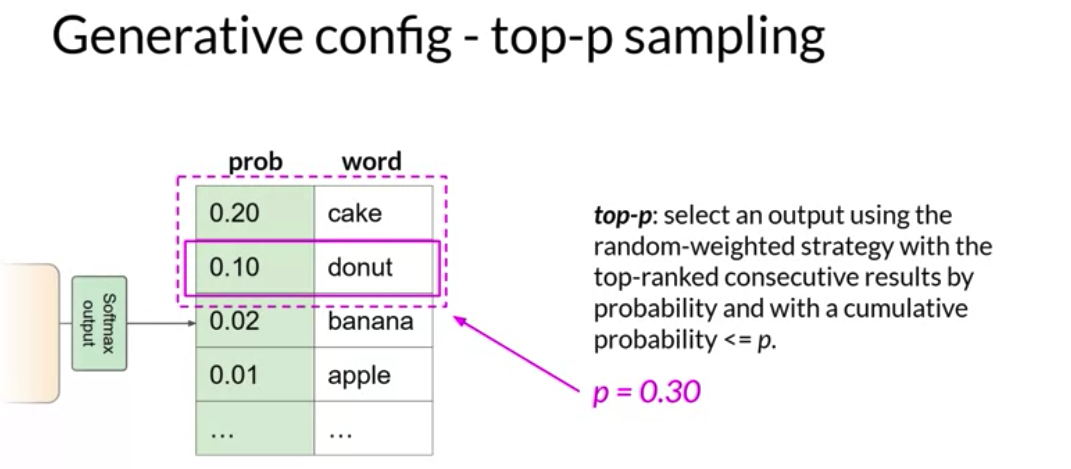 Generative config - top-p sampling
prob word
0.20 cake
0.10 donut
0.02 banana
0.01 apple
... ...
Softmax
output
top-p: select an output using the
random-weighted strategy with the
top-ranked consecutive results by
probability and with a cumulative
probability <= p.
p = 0.30